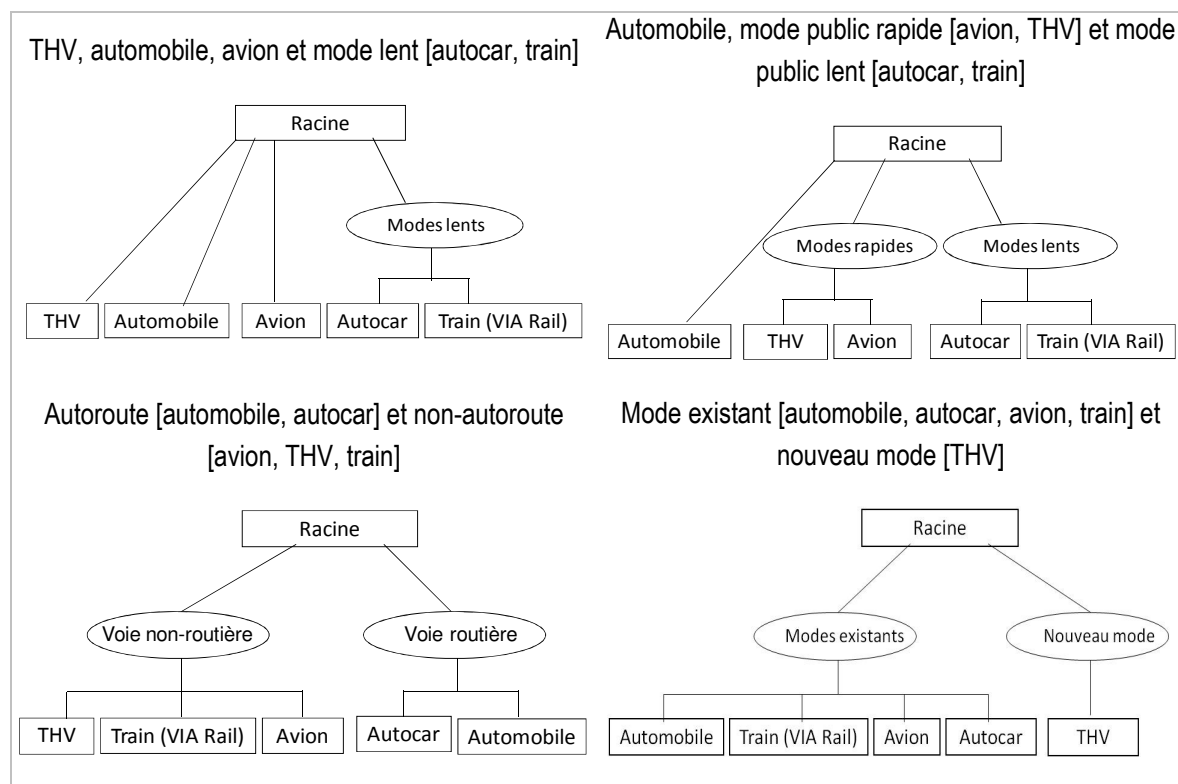 THV, automobile, avion et mode lent [autocar, train]
Racine
Modes lents
THV
Automobile
Avion
Autocar
Train (VIA Rail)
Automobile, mode public rapide [avion, THV] et mode
public lent [autocar, train]
Racine
Modes rapides
Modes lents
Automobile
THV
Avion
Autocar
Train (VIA Rail)
Autoroute [automobile, autocar] et non-autoroute
[avion, THV, train]
Racine
Voie non-routière
Voie routière
THV
Train (VIA Rail)
Avion
Autocar
Automobile
Mode existant [automobile, autocar, avion, train] et
nouveau mode [THV]
Racine
Modes existants
Nouveau mode
Automobile
Train (VIA Rail)
Avion
Autocar
THV